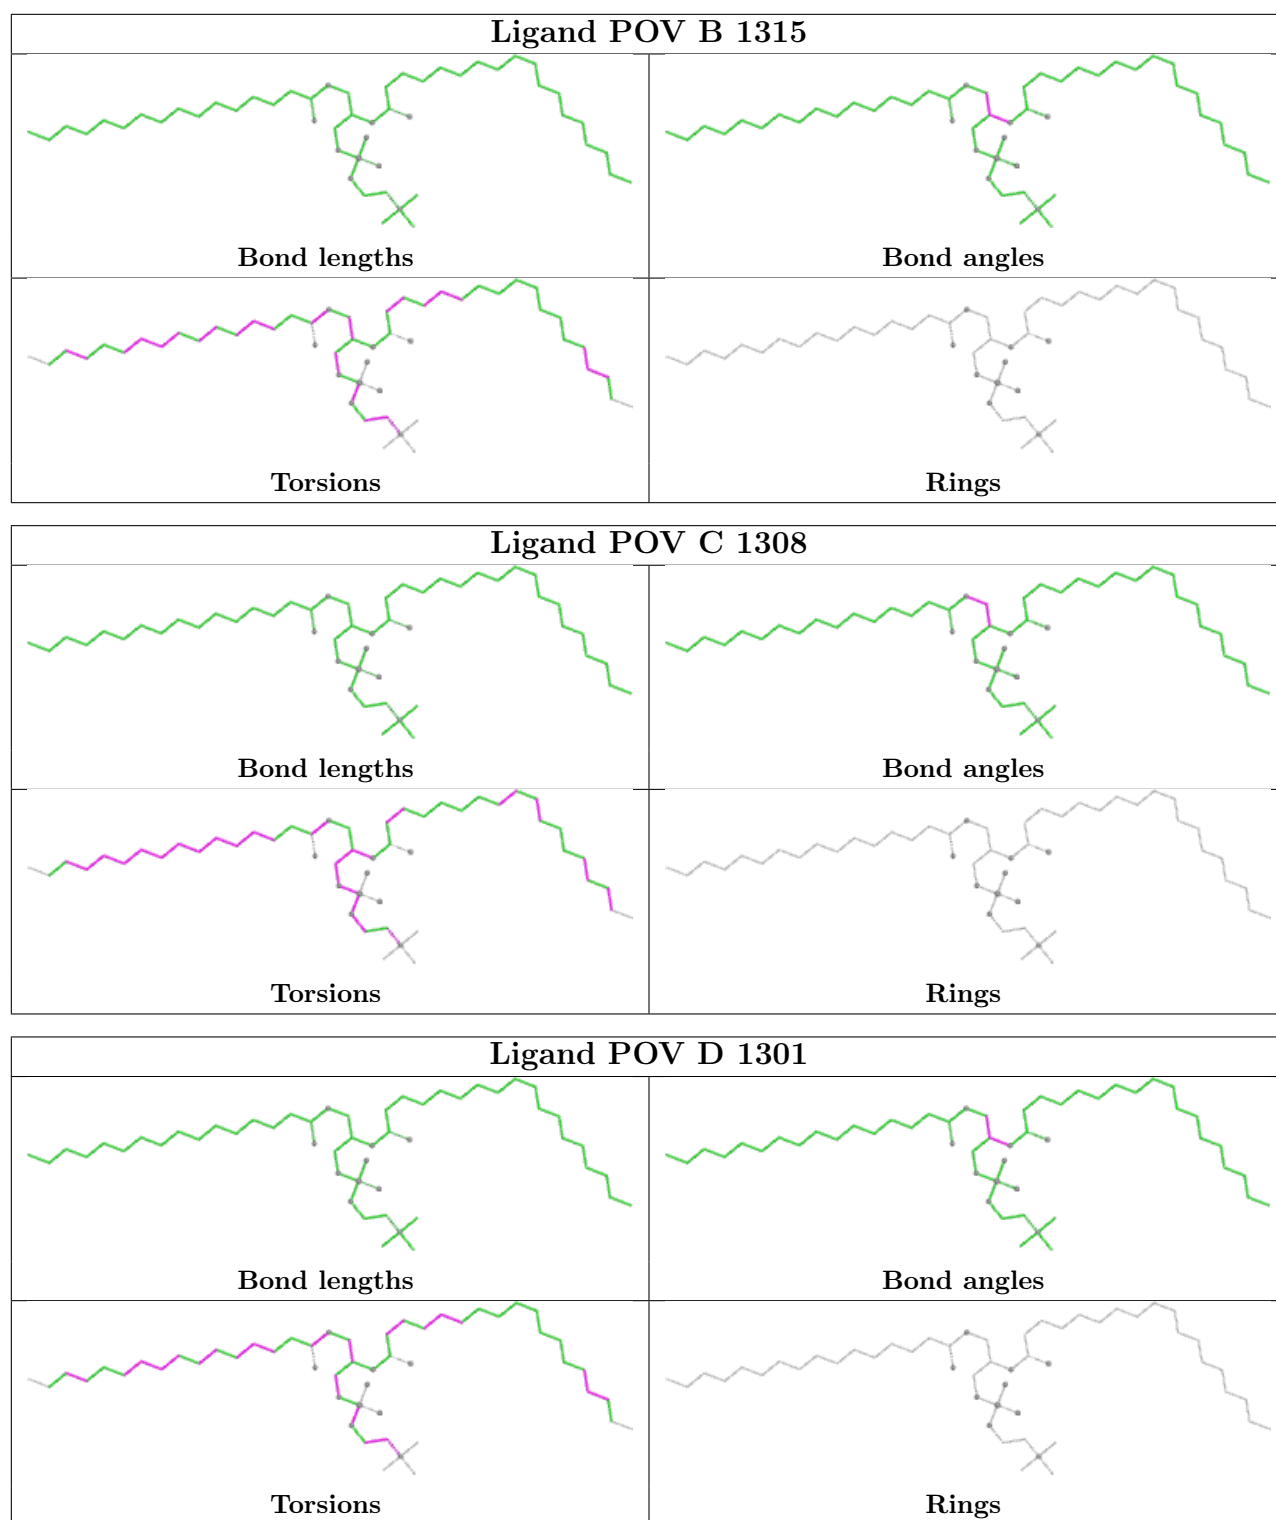 Ligand POV B 1315
Bond lengths
Bond angles
Torsions
Rings
Ligand POV C 1308
Bond lengths
Bond angles
Torsions
Rings
Ligand POV D 1301
Bond lengths
Bond angles
Torsions
Rings